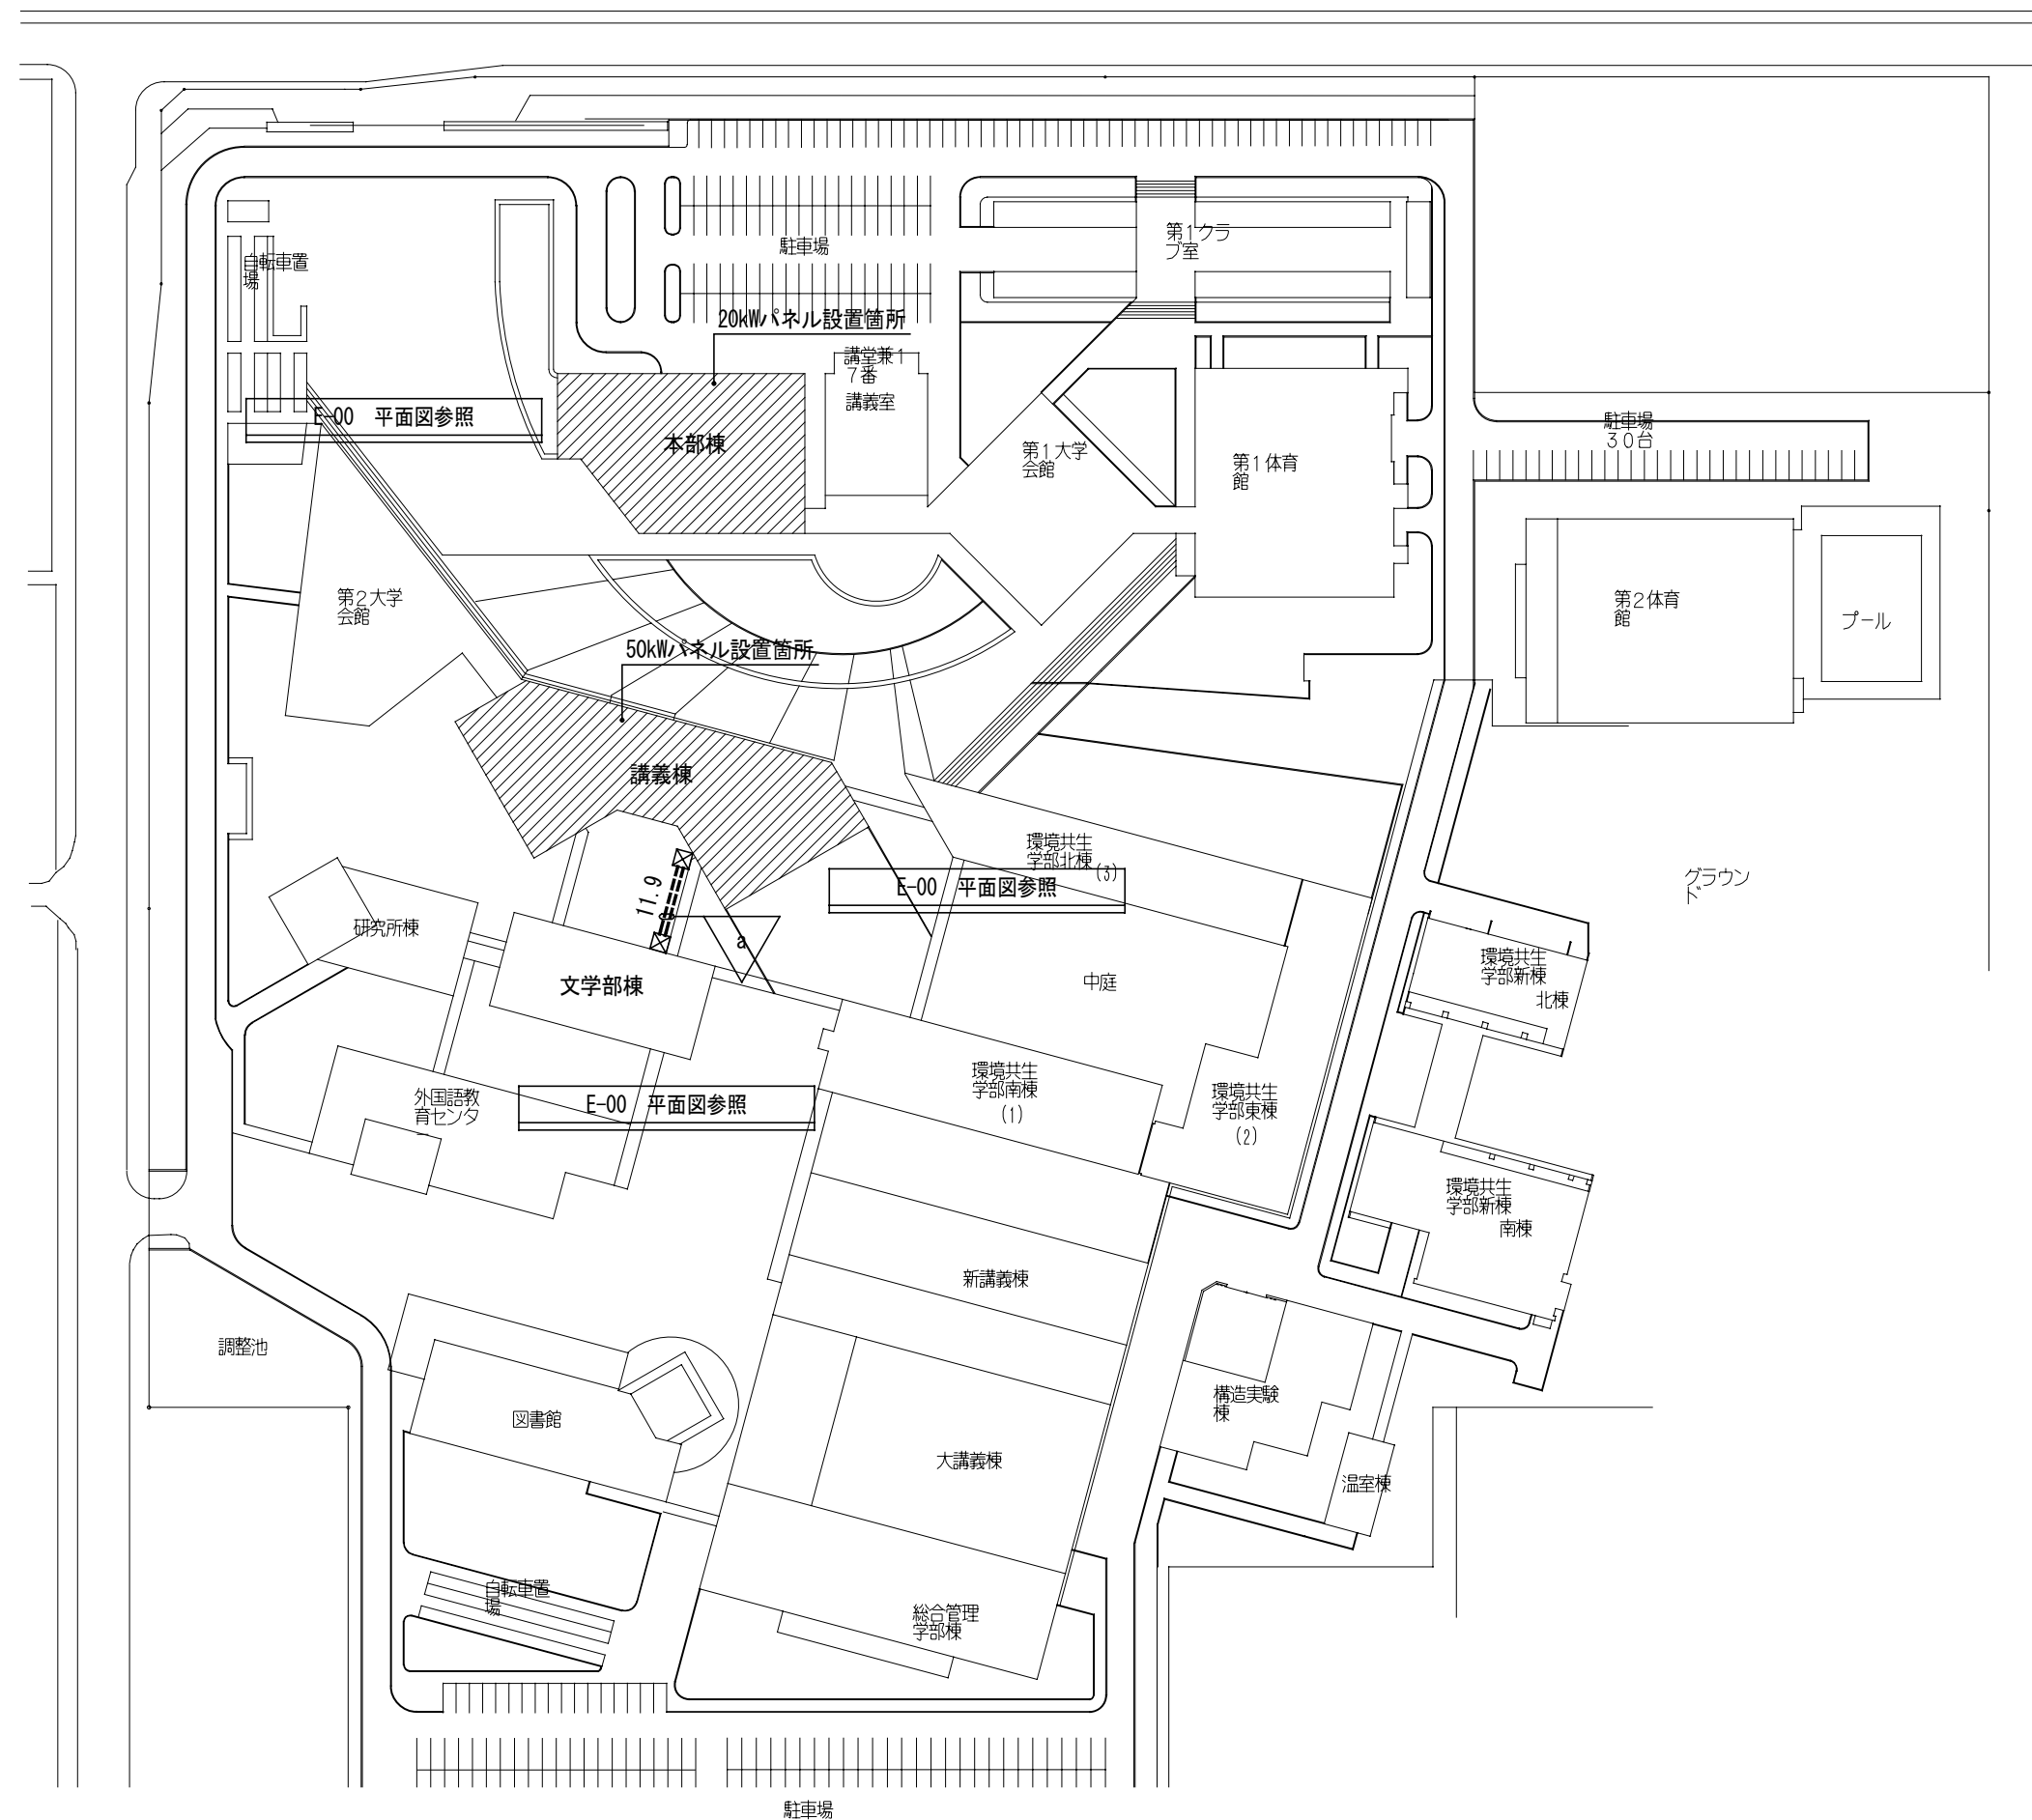 第１クラ
ブ室
駐車場
自転車置
場
20kWパネル設置箇所
講堂兼１
７番
講義室
E-00　平面図参照
本部棟
第１大学
会館
第１体育
館
駐車場
３０台
第２大学
会館
第２体育
館
プール
50kWパネル設置箇所
講義棟
環境共生
学部北棟
(3)
E-00　平面図参照
グラウン
ド
11.9
a
研究所棟
文学部棟
中庭
環境共生
学部新棟
北棟
外国語教
育センタ
ー
E-00　平面図参照
環境共生
学部南棟
(1)
環境共生
学部東棟
(2)
環境共生
学部新棟
南棟
新講義棟
調整池
図書館
構造実験
棟
大講義棟
温室棟
自転車置
場
総合管理
学部棟
駐車場